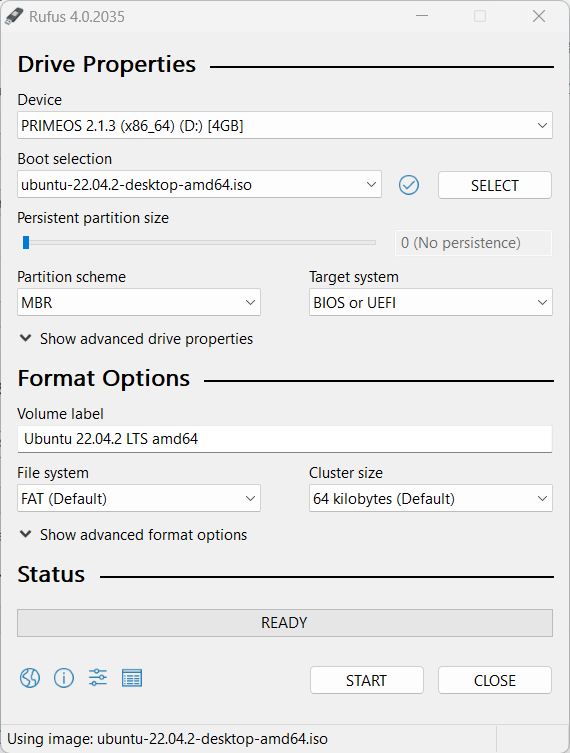 Rufus 4.0.2035
Drive Properties
Device
PRIMEOS 2.1.3 (x86_64) (D:) [4GB]
Boot selection
ubuntu-22.04.2-desktop-amd64.iso
SELECT
Persistent partition size
0 (No persistence)
Partition scheme
Target system
MBR
BIOS or UEFI
Show advanced drive properties
Format Options
Volume label
Ubuntu 22.04.2 LTS amd64
File system
Cluster size
FAT (Default)
64 kilobytes (Default)
Show advanced format options
Status
READY
START
CLOSE
Using image: ubuntu-22.04.2-desktop-amd64.iso